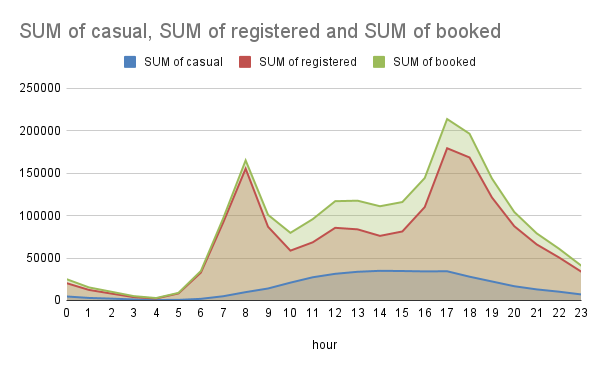 SUM of casual, SUM of registered and SUM of booked
SUM of casual SUM of registered SUM of booked
250000
200000
150000
100000
50000
0
0 1 2 3 4 5 6 7 8 9 10 11 12 13 14 15 16 17 18 19 20 21 22 23
hour